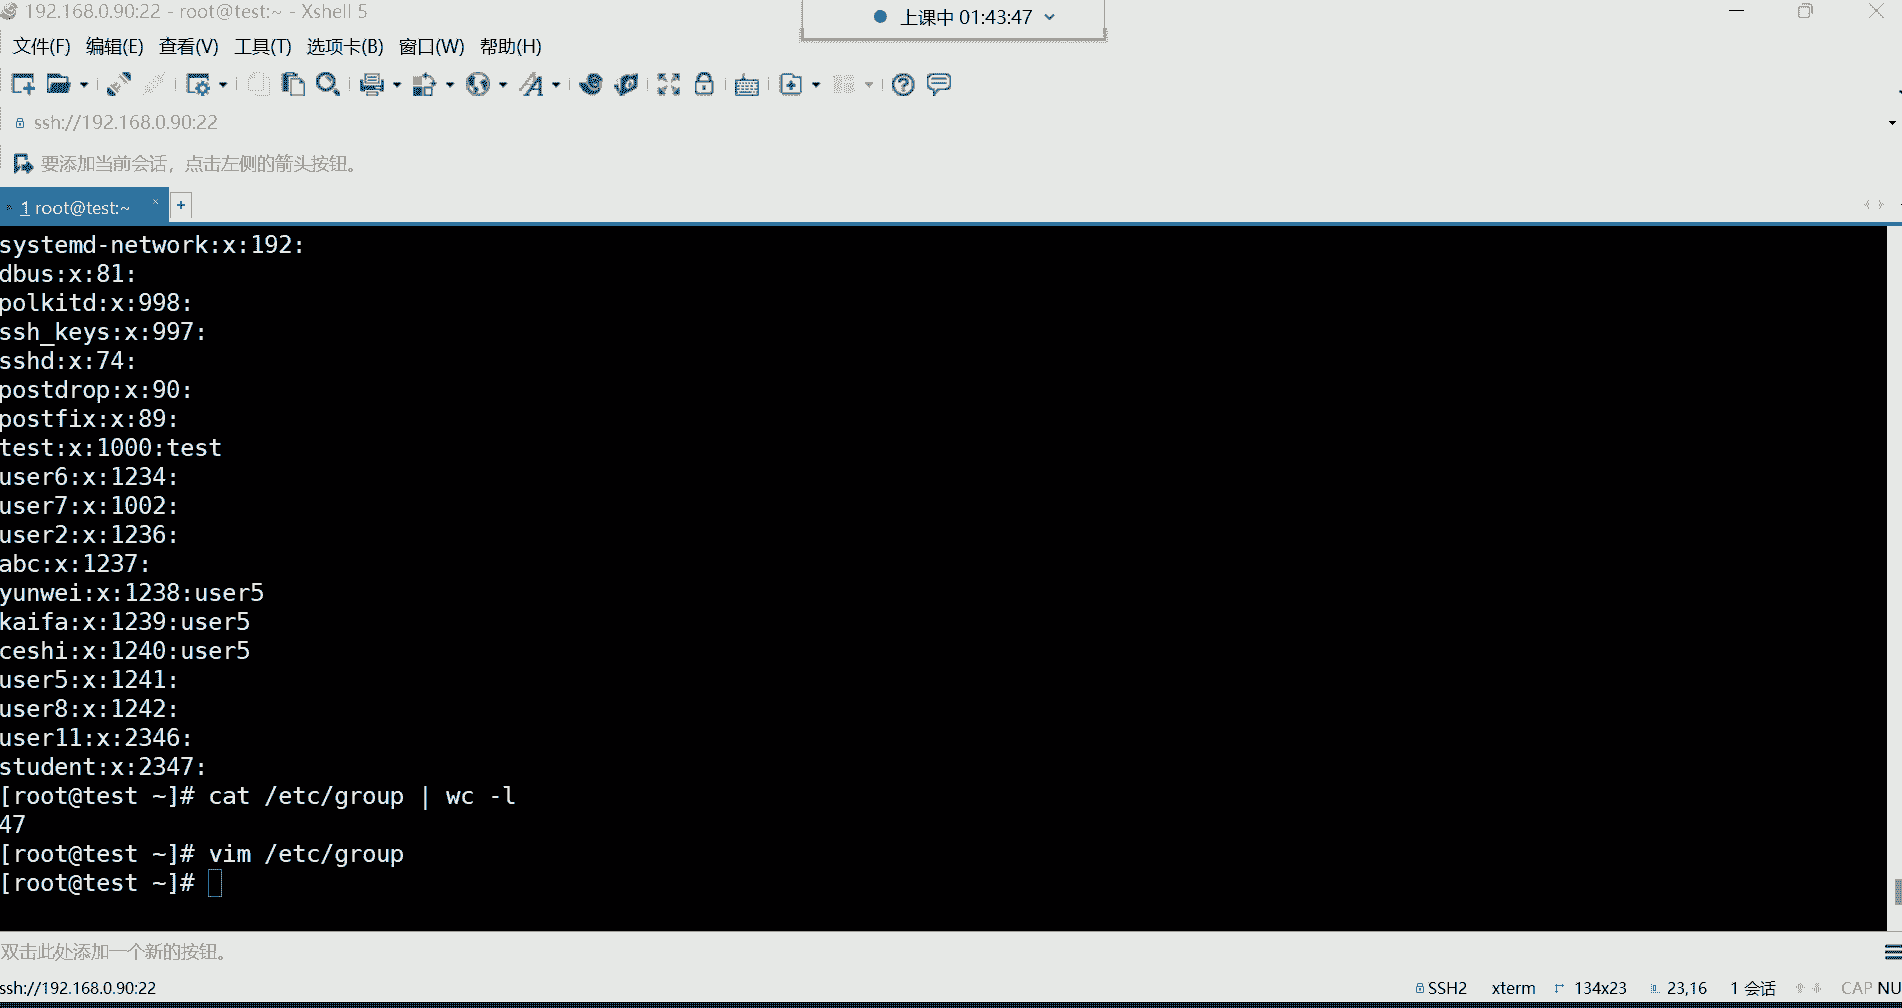 192.168.0.90:22 - root@test:~ - Xshell 5
上课中 01:43:47
文件(F) 编辑(E) 查看(V) 工具(T) 选项卡(B) 窗口(W) 帮助(H)
ssh://192.168.0.90:22
要添加当前会话，点击左侧的箭头按钮。
1 root@test:~
systemd-network:x:192:
dbus:x:81:
polkitd:x:998:
ssh_keys:x:997:
sshd:x:74:
postdrop:x:90:
postfix:x:89:
test:x:1000:test
user6:x:1234:
user7:x:1002:
user2:x:1236:
abc:x:1237:
yunwei:x:1238:user5
kaifa:x:1239:user5
ceshi:x:1240:user5
user5:x:1241:
user8:x:1242:
user11:x:2346:
student:x:2347:
[root@test ~]# cat /etc/group | wc -l
47
[root@test ~]# vim /etc/group
[root@test ~]#
双击此处添加一个新的按钮。
ssh://192.168.0.90:22 SSH2 xterm 134x23 23,16 1 会话 CAP NU